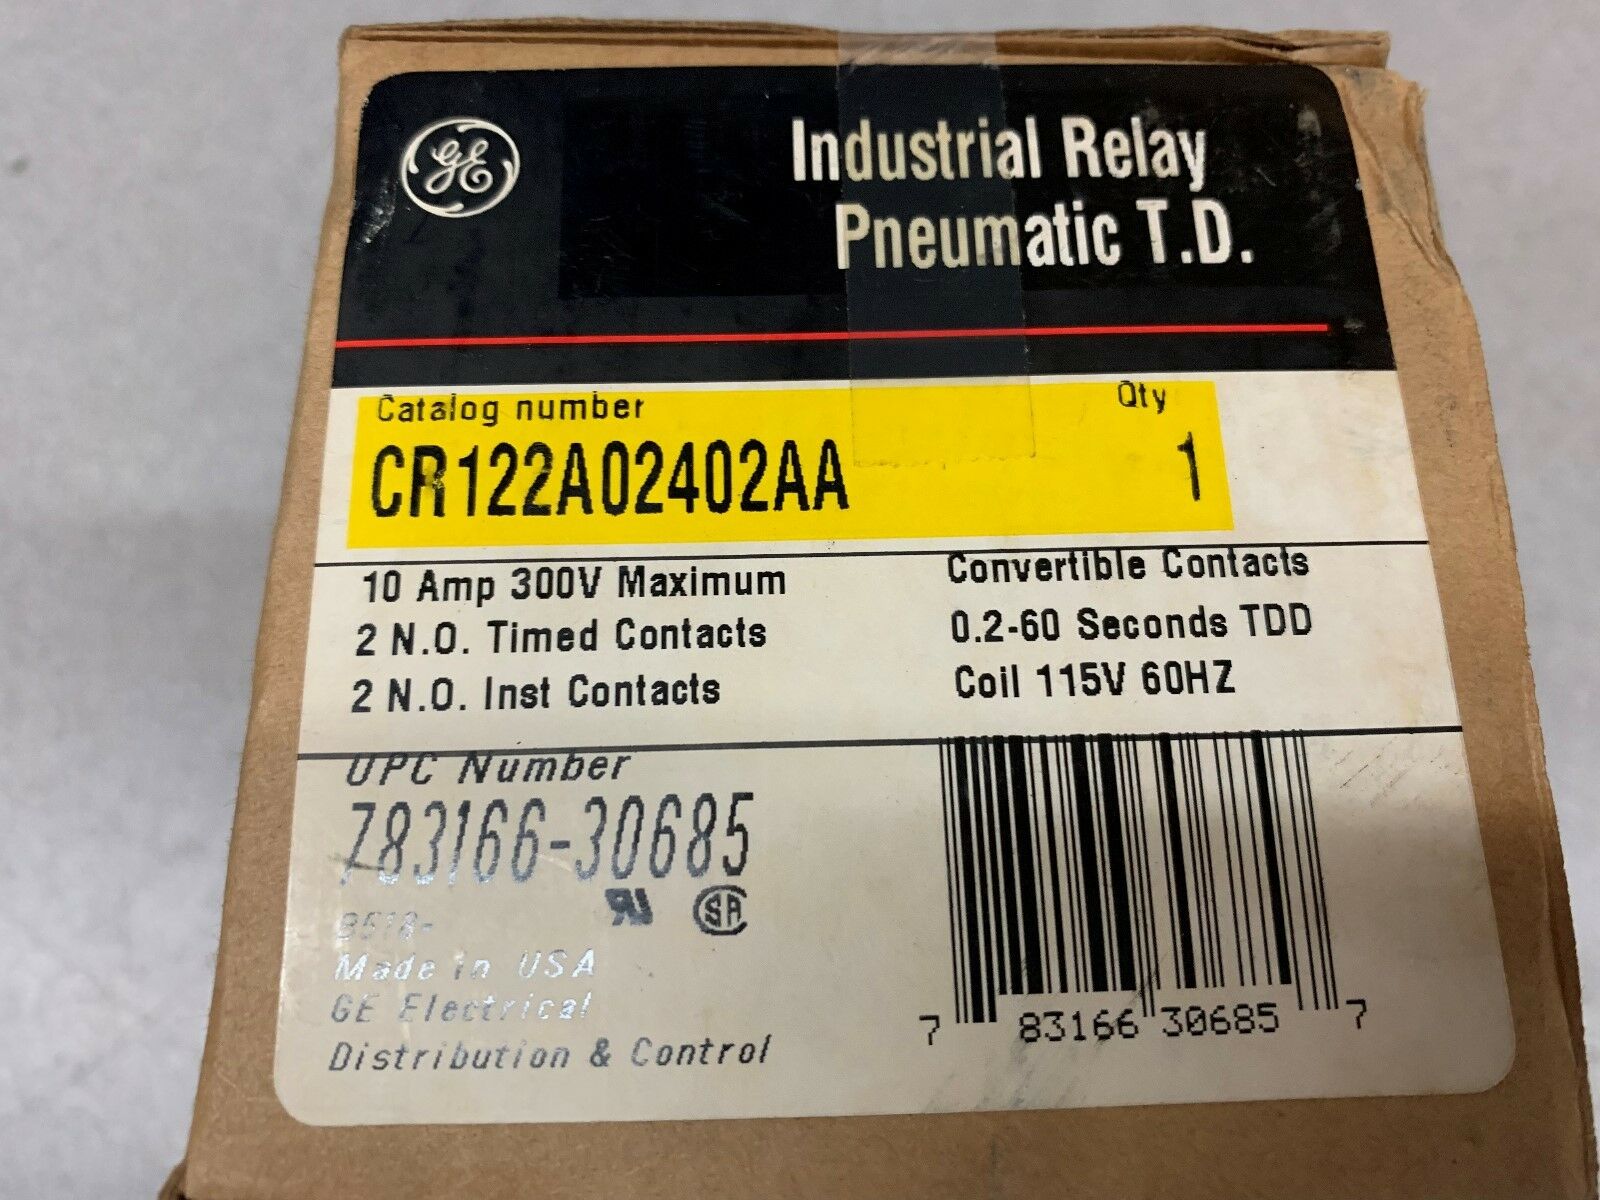 GE
Industrial Relay
Pneumatic T.D.
Catalog number Qty
CR122A02402AA 1
10 Amp 300V Maximum
2 N.O. Timed Contacts
2 N.O. Inst Contacts
Convertible Contacts
0.2-60 Seconds TDD
Coil 115V 60HZ
UPC Number
783166-30685
Made in USA
GE Electrical
Distribution & Control
7 83166 30685 7